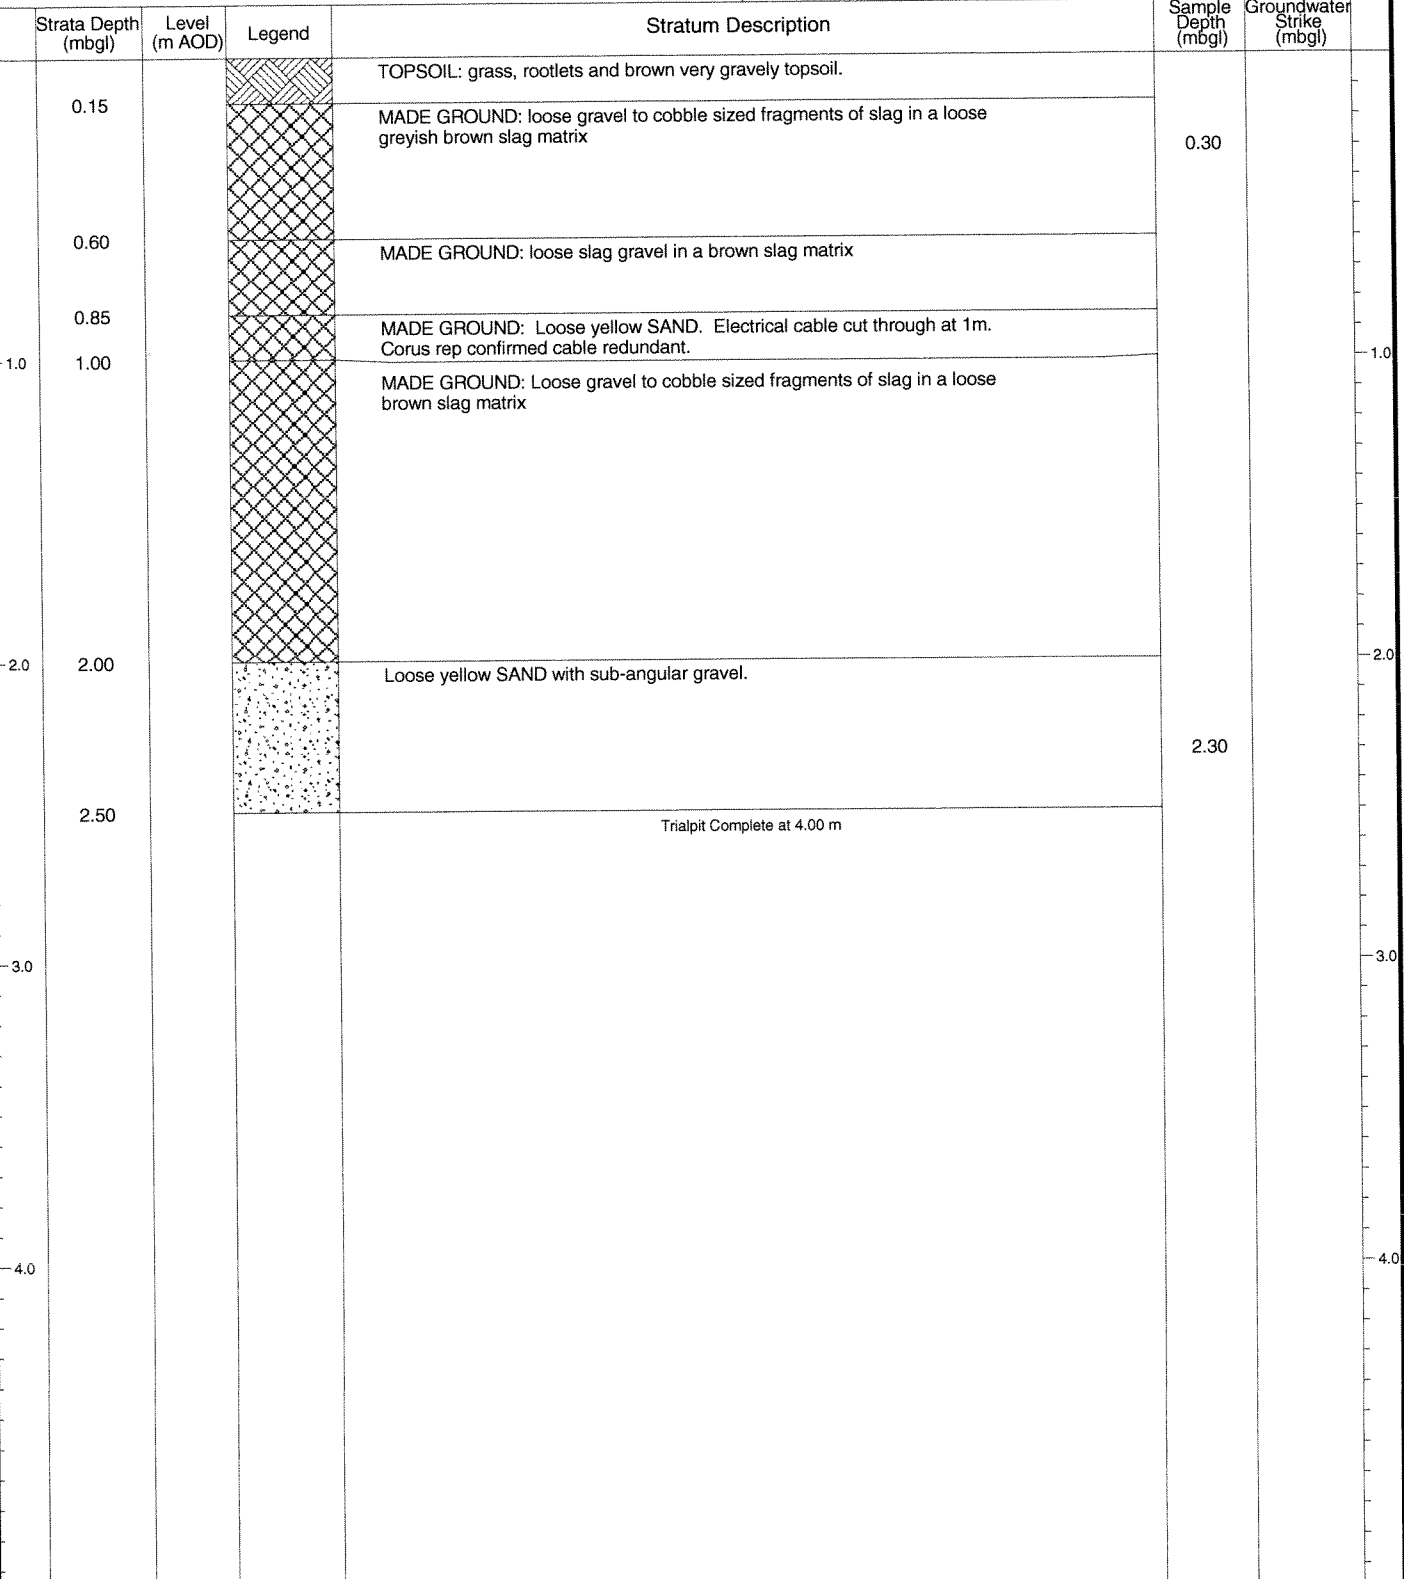 Strata Depth
(mbgl)
Level
(m AOD)
Legend
Stratum Description
Sample
Depth
(mbgl)
Groundwater
Strike
(mbgl)
TOPSOIL: grass, rootlets and brown very gravely topsoil.
0.15
MADE GROUND: loose gravel to cobble sized fragments of slag in a loose
greyish brown slag matrix
0.30
0.60
MADE GROUND: loose slag gravel in a brown slag matrix
0.85
MADE GROUND:  Loose yellow SAND.  Electrical cable cut through at 1m.
Corus rep confirmed cable redundant.
1.0
1.00
1.0
MADE GROUND: Loose gravel to cobble sized fragments of slag in a loose
brown slag matrix
2.0
2.00
2.0
Loose yellow SAND with sub-angular gravel.
2.30
2.50
Trialpit Complete at 4.00 m
3.0
3.0
4.0
4.0